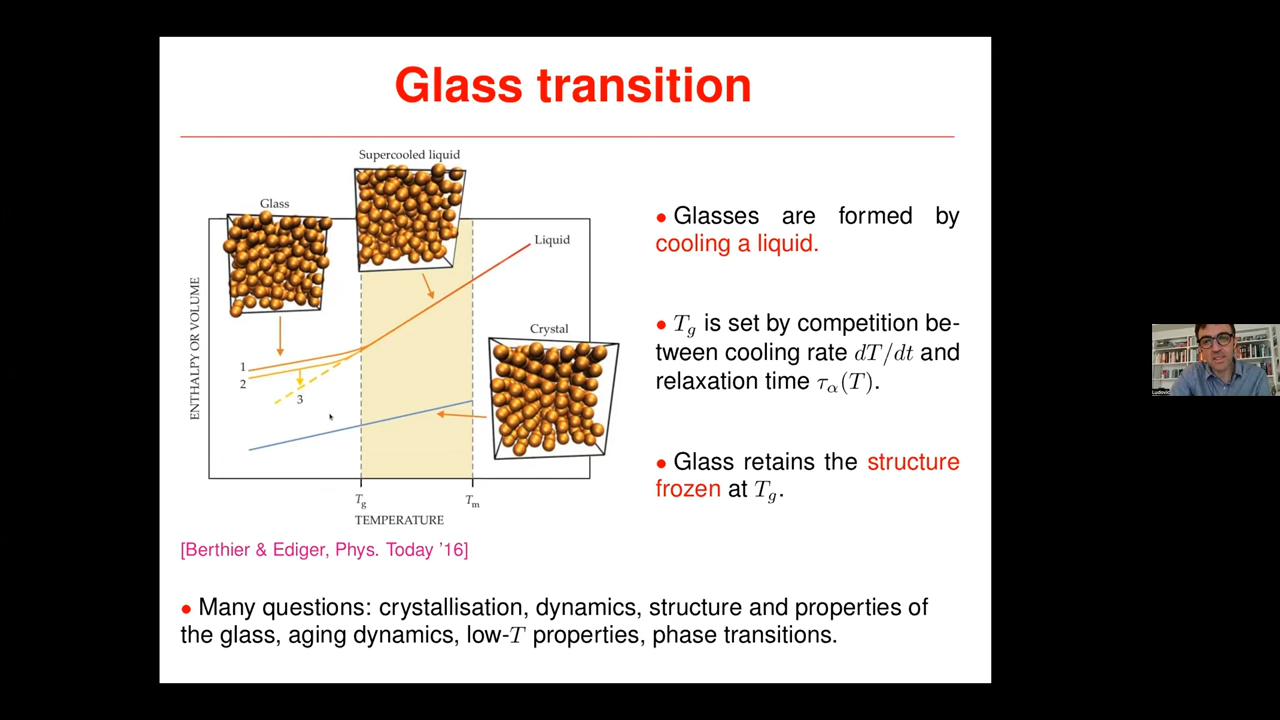 Glass transition
Supercooled liquid
Glass
Liquid
Crystal
ENTHALPY OR VOLUME
1
2
3
T_g
T_m
TEMPERATURE
[Berthier & Ediger, Phys. Today ’16]
• Glasses are formed by
cooling a liquid.
• T_g is set by competition be-
tween cooling rate dT/dt and
relaxation time τ_α(T).
• Glass retains the structure
frozen at T_g.
• Many questions: crystallisation, dynamics, structure and properties of
the glass, aging dynamics, low-T properties, phase transitions.
Ludovic